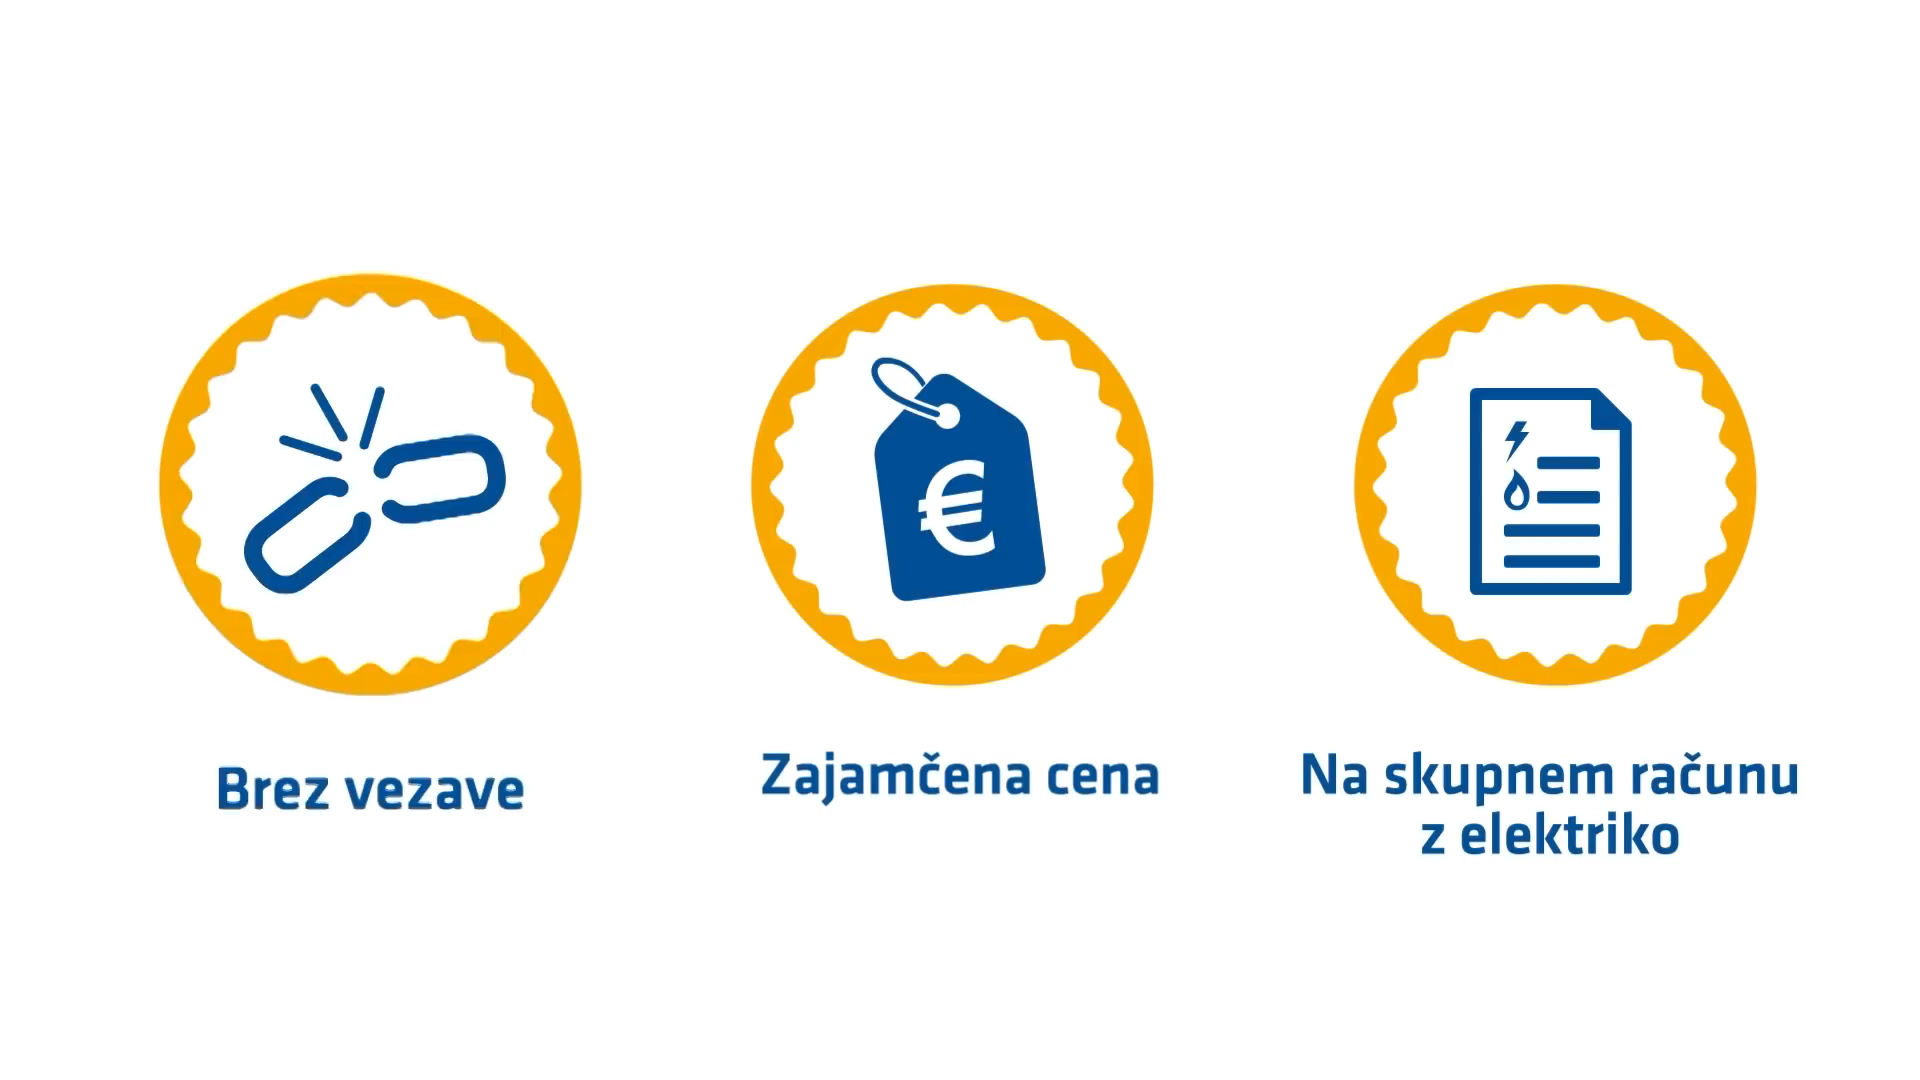 €
Brez vezave
Zajamčena cena
Na skupnem računu
z elektriko